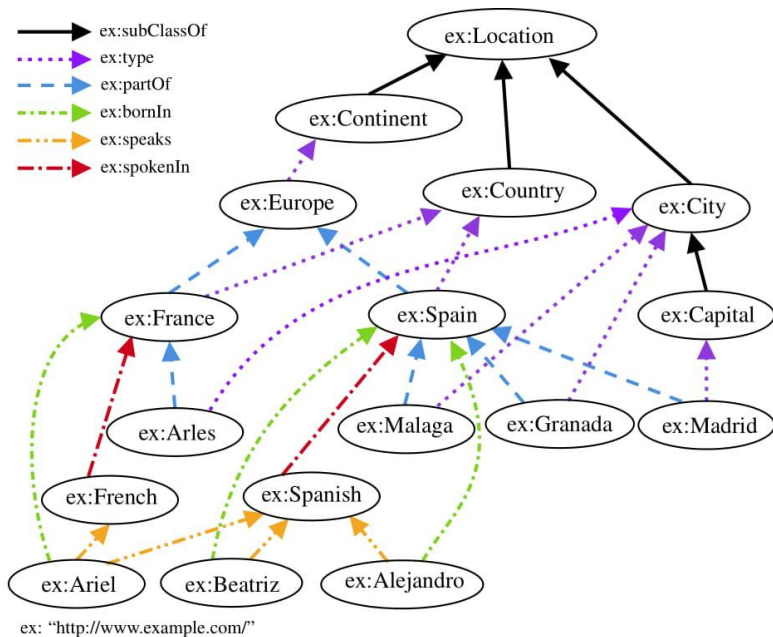 ex:subClassOf
ex:type
ex:partOf
ex:bornIn
ex:speaks
ex:spokenIn
ex:Location
ex:Continent
ex:Country
ex:Europe
ex:City
ex:France
ex:Spain
ex:Capital
ex:Arles
ex:Malaga
ex:Granada
ex:Madrid
ex:French
ex:Spanish
ex:Ariel
ex:Beatriz
ex:Alejandro
ex: “http://www.example.com/”